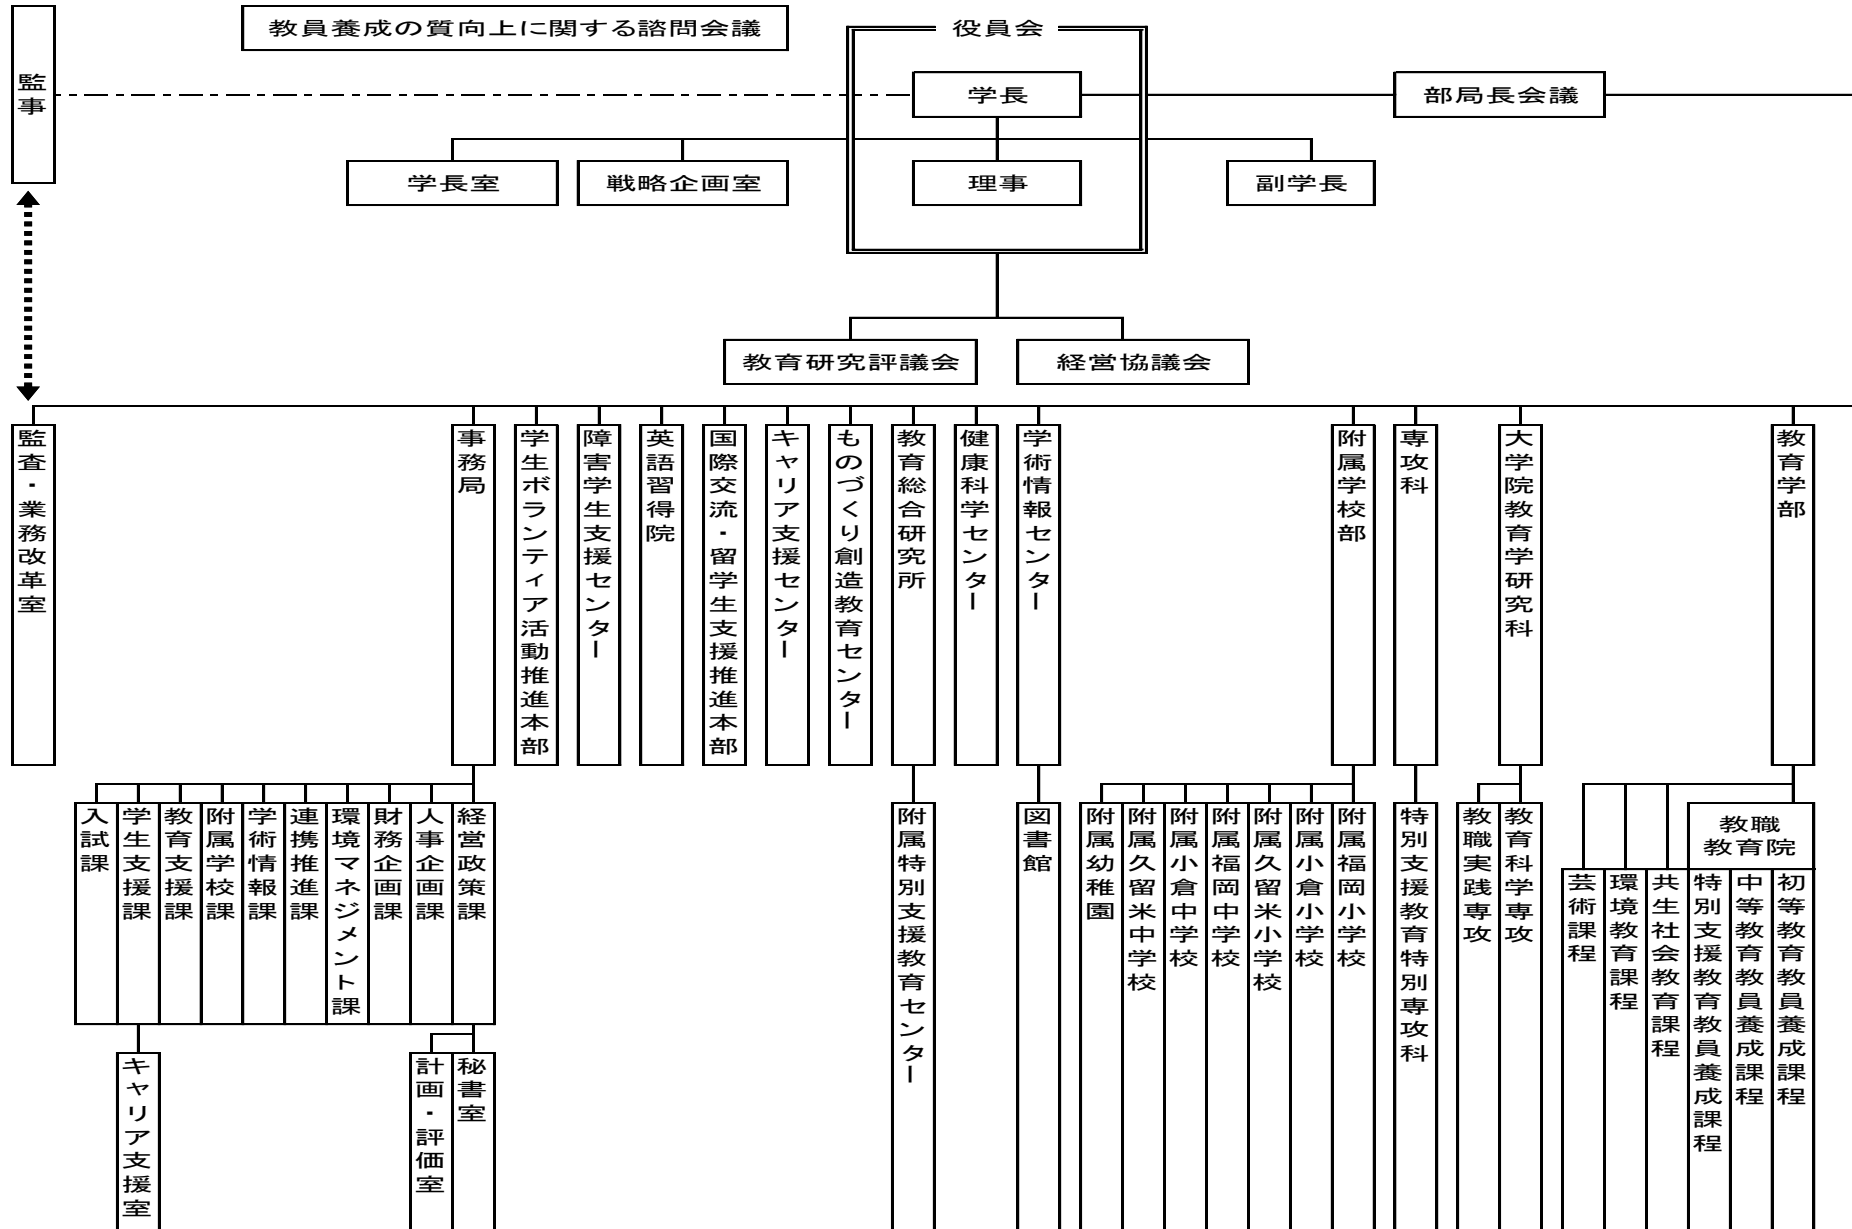 監事
教員養成の質向上に関する諮問会議
役員会
学長
部局長会議
学長室
戦略企画室
理事
副学長
教育研究評議会
経営協議会
監査・業務改革室
事務局
学生ボランティア活動推進本部
障害学生支援センター
英語習得院
国際交流・留学生支援推進本部
キャリア支援センター
ものづくり創造教育センター
教育総合研究所
健康科学センター
学術情報センター
附属学校部
専攻科
大学院教育学研究科
教育学部
入試課
学生支援課
教育支援課
附属学校課
学術情報課
連携推進課
環境マネジメント課
財務企画課
人事企画課
経営政策課
附属特別支援教育センター
図書館
附属幼稚園
附属久留米中学校
附属小倉中学校
附属福岡中学校
附属久留米小学校
附属小倉小学校
附属福岡小学校
特別支援教育特別専攻科
教職実践専攻
教育科学専攻
教職
教育院
芸術課程
環境教育課程
共生社会教育課程
特別支援教育教員養成課程
中等教育教員養成課程
初等教育教員養成課程
キャリア支援室
計画・評価室
秘書室